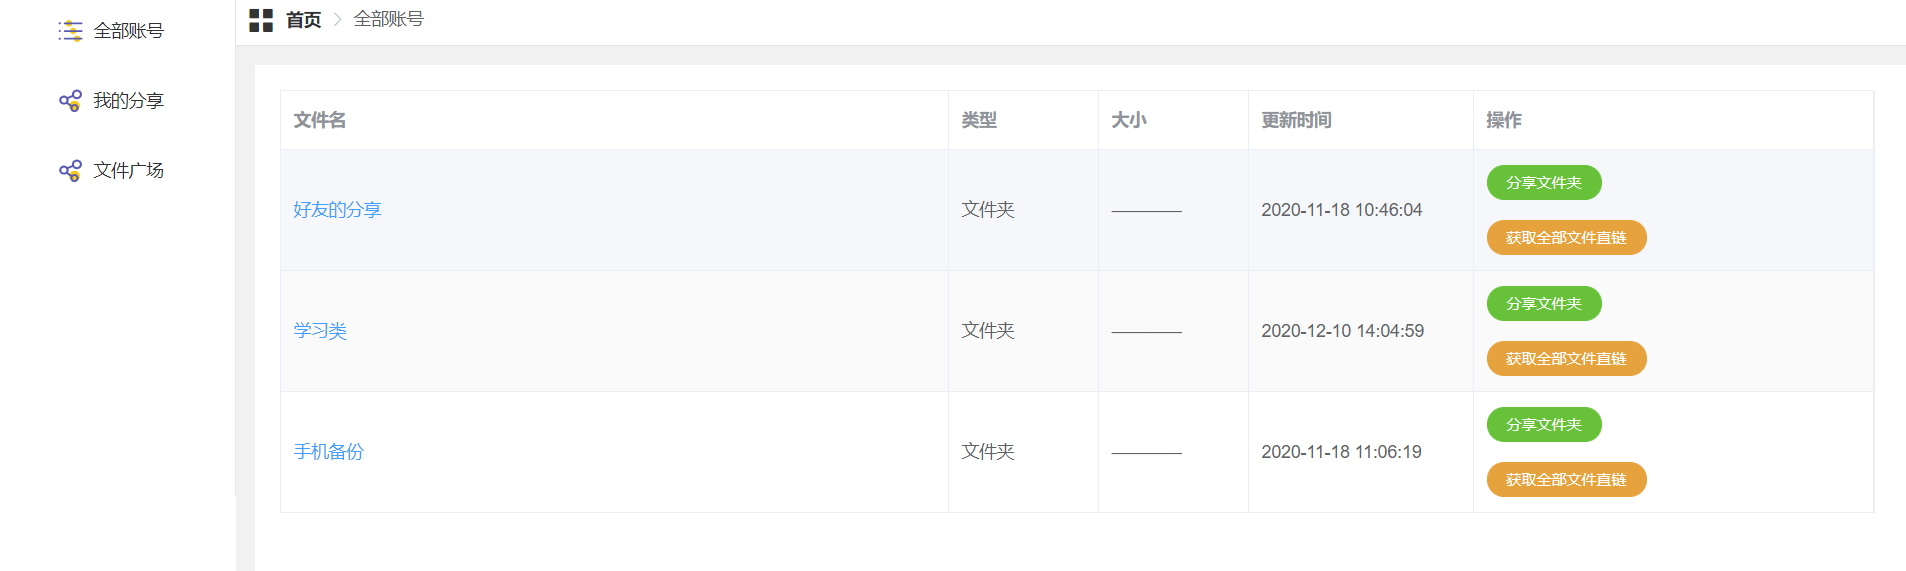 全部账号
我的分享
文件广场
首页 > 全部账号
文件名 类型 大小 更新时间 操作
好友的分享 文件夹 ———— 2020-11-18 10:46:04 分享文件夹
获取全部文件直链
学习类 文件夹 ———— 2020-12-10 14:04:59 分享文件夹
获取全部文件直链
手机备份 文件夹 ———— 2020-11-18 11:06:19 分享文件夹
获取全部文件直链